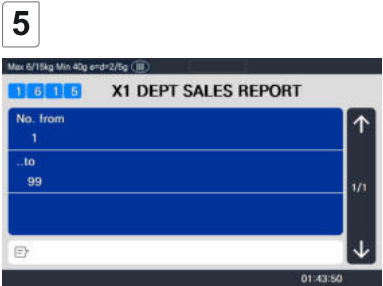 5
Max 6/15kg Min 40g e=d=2/5g (III)
1 6 1 5 X1 DEPT SALES REPORT
No. from
1
..to
99
1/1
01:43:50